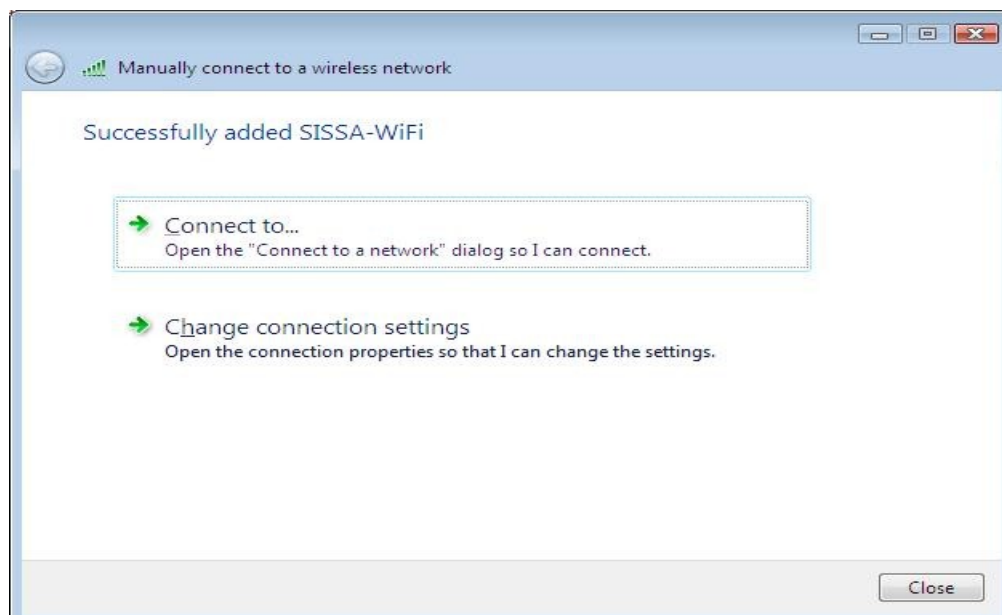 Manually connect to a wireless network
Successfully added SISSA-WiFi
Connect to...
Open the "Connect to a network" dialog so I can connect.
Change connection settings
Open the connection properties so that I can change the settings.
Close